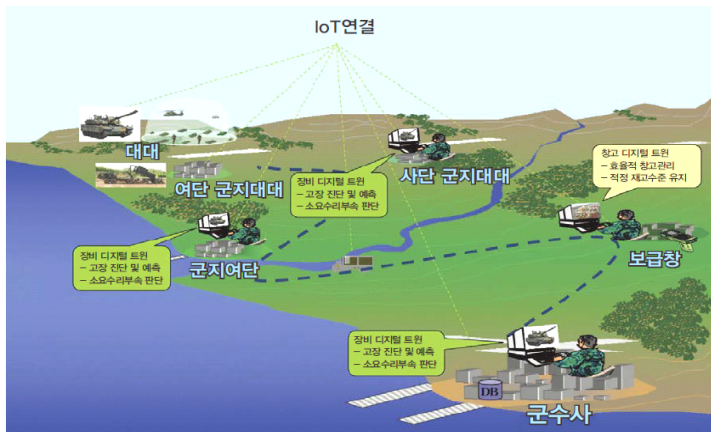 IoT연결
대대
여단 군지대대
사단 군지대대
장비 디지털 트윈
– 고장 진단 및 예측
– 소요수리부속 판단
창고 디지털 트윈
– 효율적 창고관리
– 적정 재고수준 유지
장비 디지털 트윈
– 고장 진단 및 예측
– 소요수리부속 판단
군지여단
보급창
장비 디지털 트윈
– 고장 진단 및 예측
– 소요수리부속 판단
DB
군수사